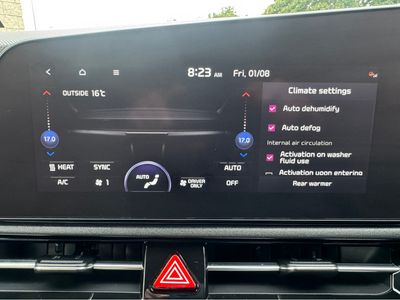 8:23 AM Fri, 01/08
OUTSIDE 16°C
Climate settings
Auto dehumidify
Auto defog
Internal air circulation
Activation on washer
fluid use
Activation upon entering
Rear warmer
17.0 17.0
HEAT SYNC AUTO AUTO
A/C 1 DRIVER ONLY OFF